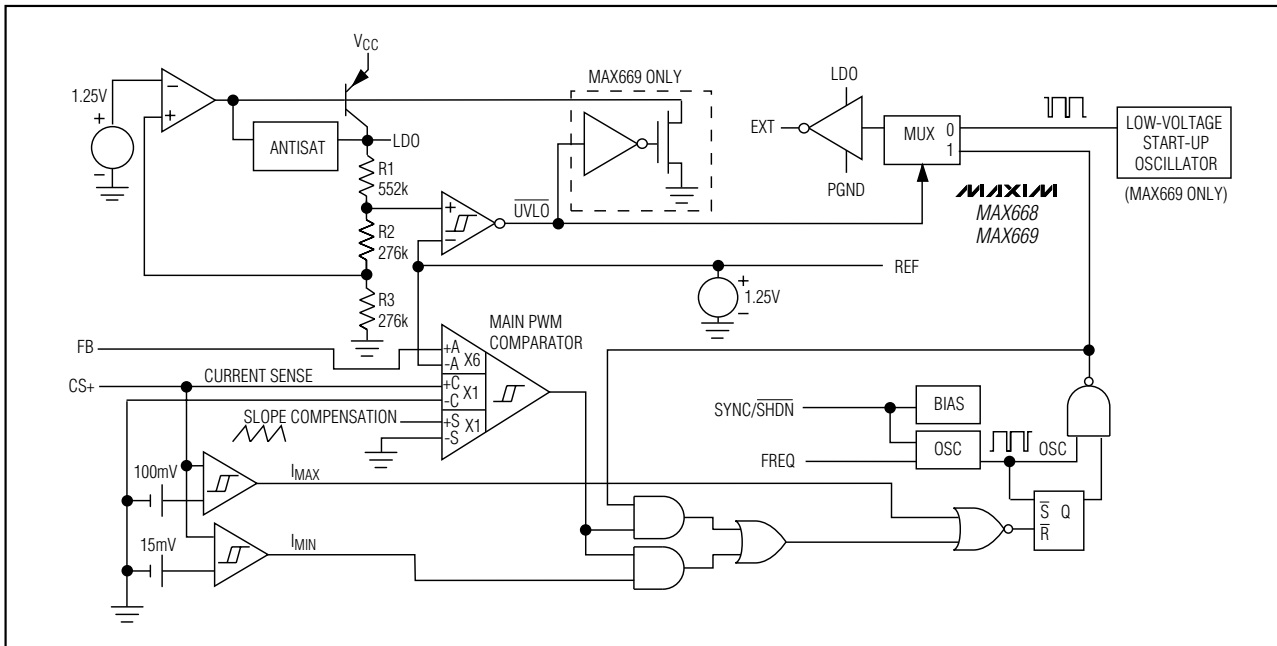 VCC
MAX669 ONLY
1.25V
−
+
+
−
ANTISAT
LDO
R1
552k
R2
276k
R3
276k
+
−
UVLO
LDO
EXT
PGND
MUX
0
1
LOW-VOLTAGE
START-UP
OSCILLATOR
(MAX669 ONLY)
MAXIM
MAX668
MAX669
REF
+
−
1.25V
MAIN PWM
COMPARATOR
FB
+A
-A
X6
CS+
CURRENT SENSE
+C
-C
X1
SLOPE COMPENSATION
+S
-S
X1
100mV
IMAX
15mV
IMIN
SYNC/SHDN
BIAS
FREQ
OSC
OSC
S Q
R